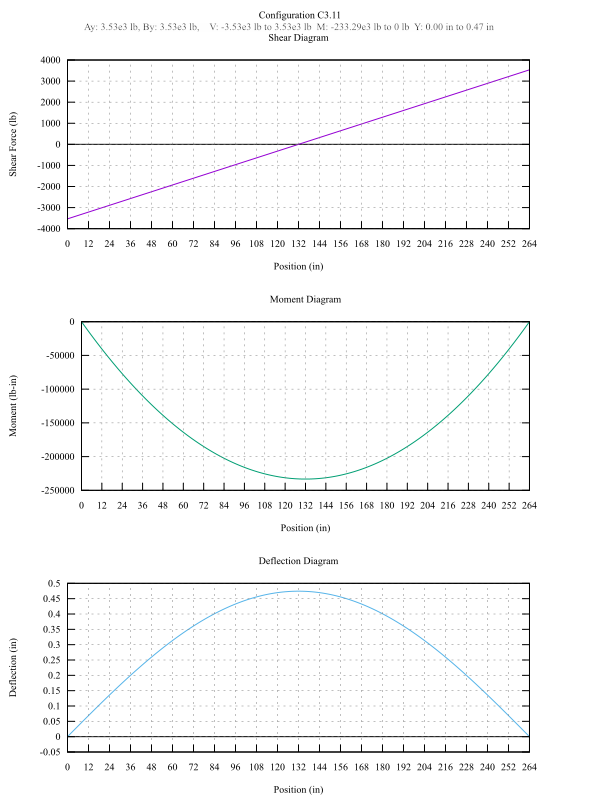 Configuration C3.11
Ay: 3.53e3 lb, By: 3.53e3 lb, V: -3.53e3 lb to 3.53e3 lb M: -233.29e3 lb to 0 lb Y: 0.00 in to 0.47 in
Shear Diagram
4000
3000
2000
1000
0
-1000
-2000
-3000
-4000
Shear Force (lb)
0 12 24 36 48 60 72 84 96 108 120 132 144 156 168 180 192 204 216 228 240 252 264
Position (in)
Moment Diagram
0
-50000
-100000
-150000
-200000
-250000
Moment (lb-in)
0 12 24 36 48 60 72 84 96 108 120 132 144 156 168 180 192 204 216 228 240 252 264
Position (in)
Deflection Diagram
0.5
0.45
0.4
0.35
0.3
0.25
0.2
0.15
0.1
0.05
0
-0.05
Deflection (in)
0 12 24 36 48 60 72 84 96 108 120 132 144 156 168 180 192 204 216 228 240 252 264
Position (in)